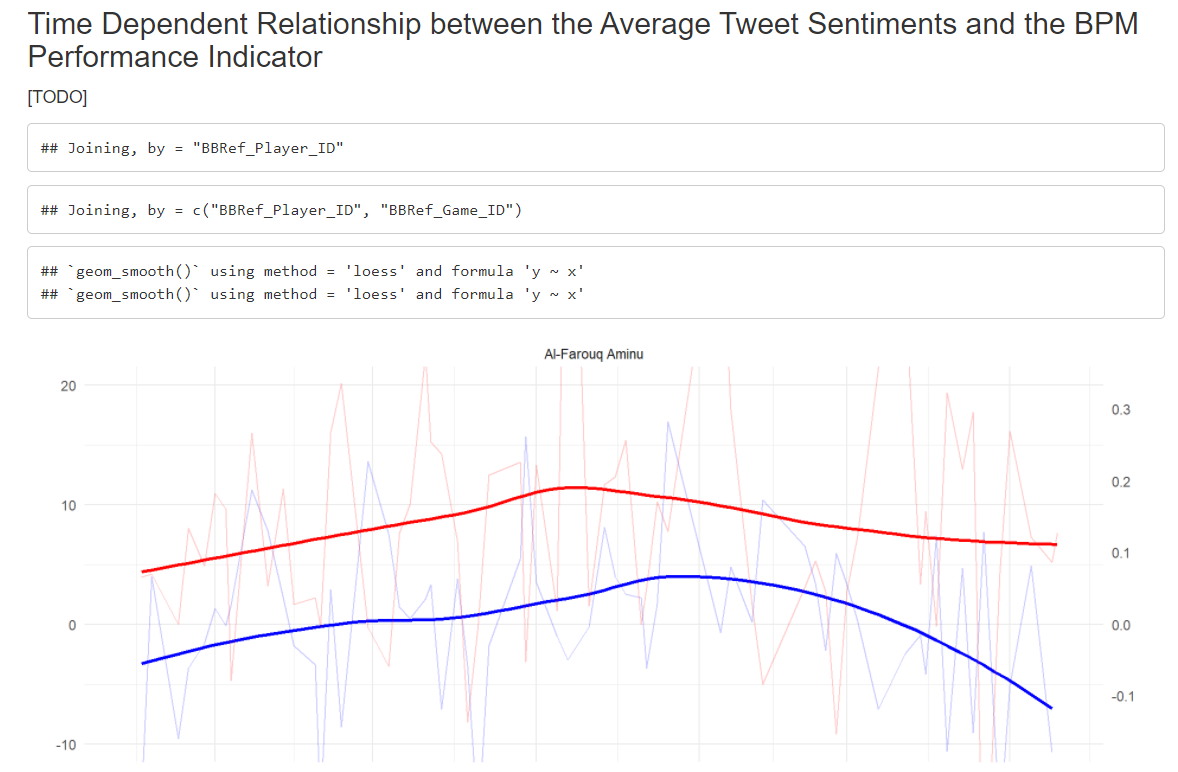 Time Dependent Relationship between the Average Tweet Sentiments and the BPM
Performance Indicator
[TODO]
## Joining, by = "BBRef_Player_ID"
## Joining, by = c("BBRef_Player_ID", "BBRef_Game_ID")
## `geom_smooth()` using method = 'loess' and formula 'y ~ x'
## `geom_smooth()` using method = 'loess' and formula 'y ~ x'
Al-Farouq Aminu
20
0.3
0.2
10
0.1
0
0.0
-0.1
-10